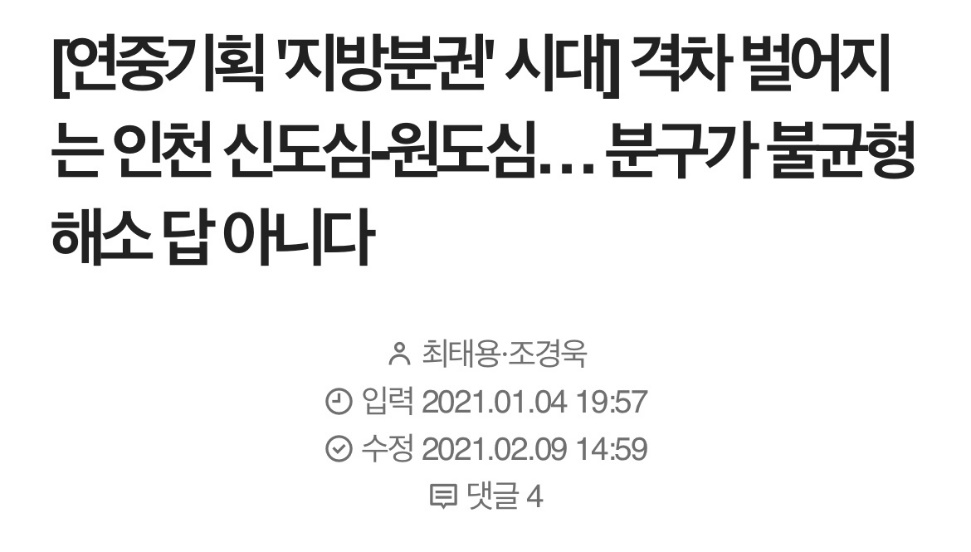 [연중기획 '지방분권' 시대] 격차 벌어지
는 인천 신도심-원도심… 분구가 불균형
해소 답 아니다
최태용·조경욱
입력 2021.01.04 19:57
수정 2021.02.09 14:59
댓글 4